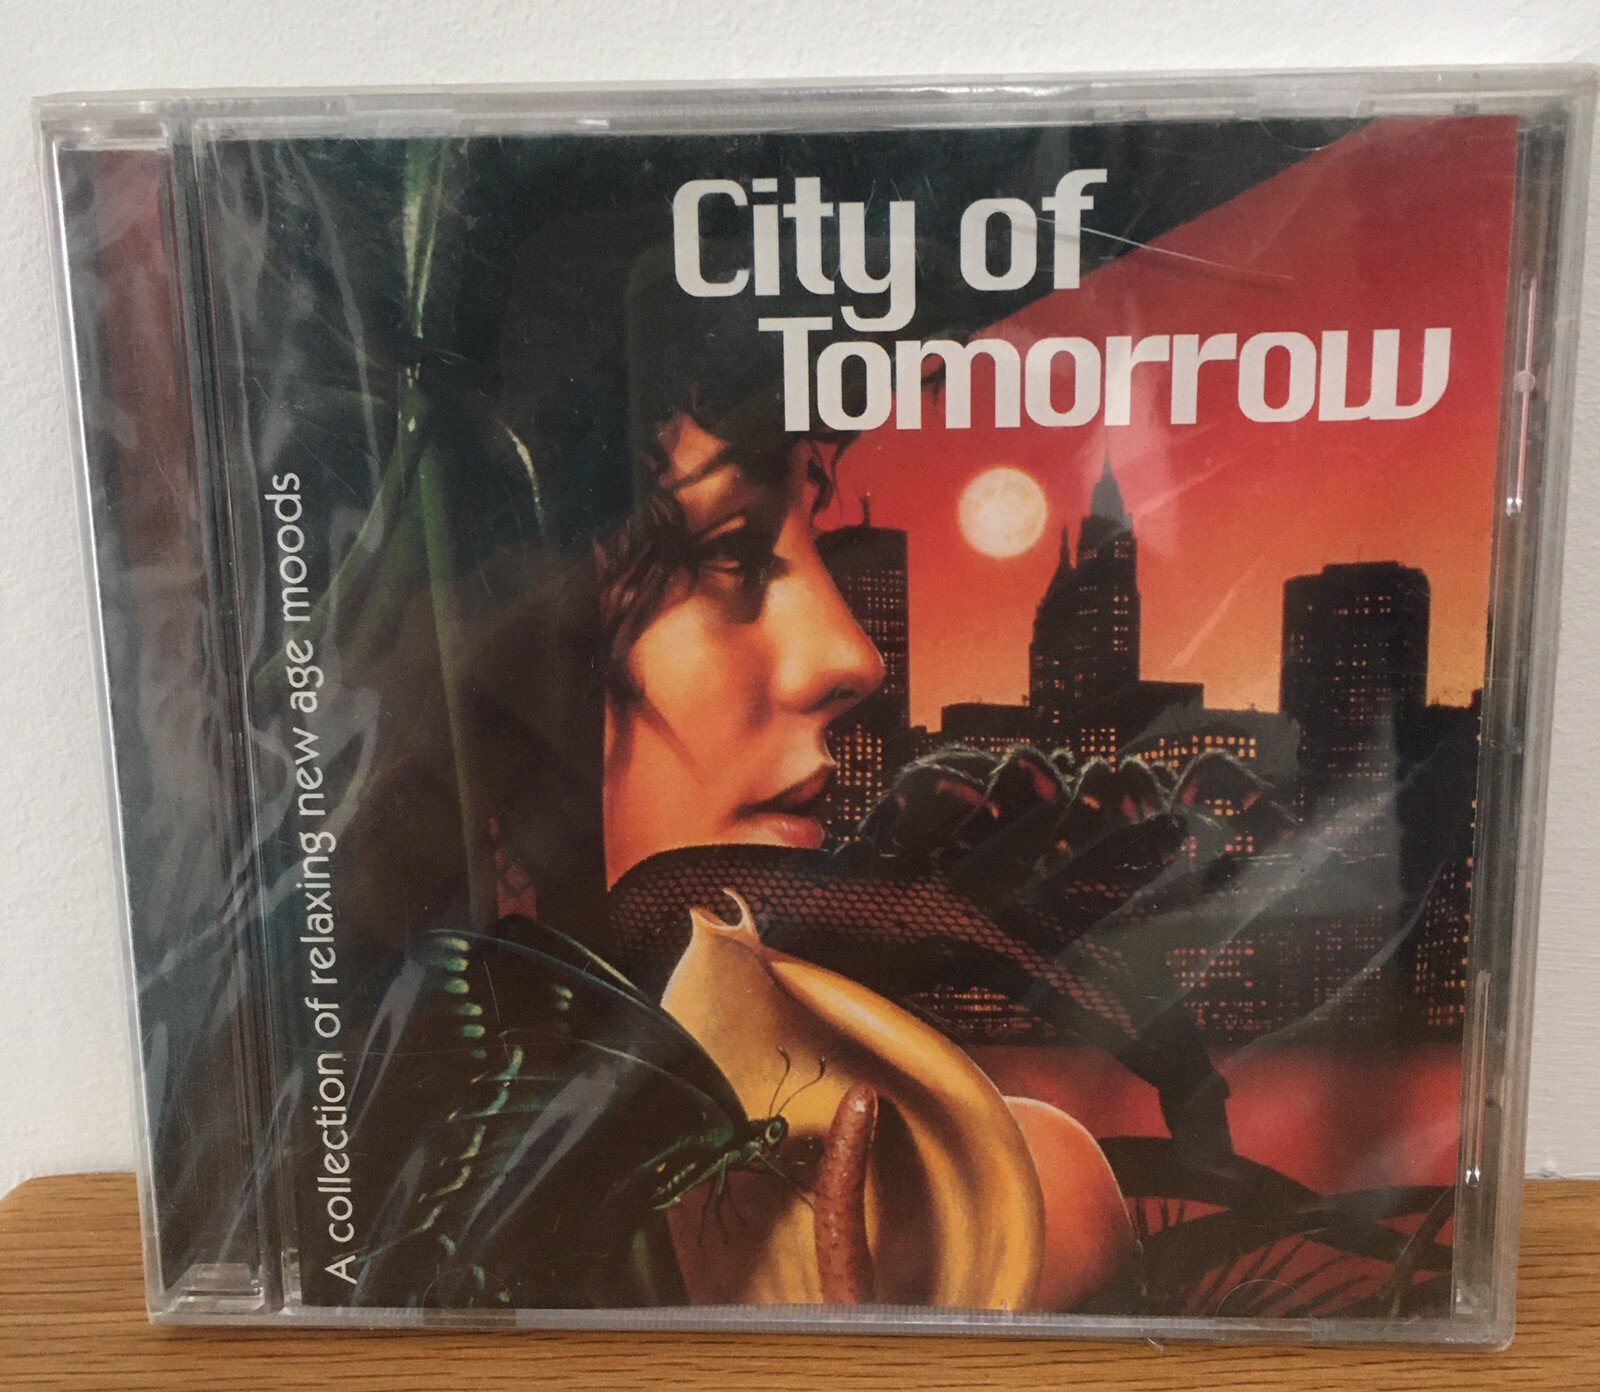 City of
Tomorrow
A collection of relaxing new age moods